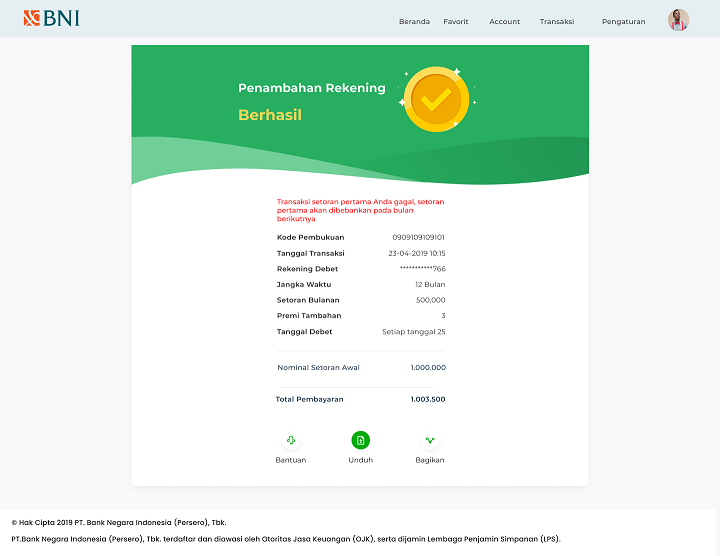 BNI
Beranda Favorit Account Transaksi Pengaturan
Penambahan Rekening
Berhasil
Transaksi setoran pertama Anda gagal, setoran
pertama akan dibebankan pada bulan
berikutnya
Kode Pembukuan 0909109109101
Tanggal Transaksi 23-04-2019 10:15
Rekening Debet ***********766
Jangka Waktu 12 Bulan
Setoran Bulanan 500,000
Premi Tambahan 3
Tanggal Debet Setiap tanggal 25
Nominal Setoran Awal 1.000.000
Total Pembayaran 1.003.500
Bantuan Unduh Bagikan
© Hak Cipta 2019 PT. Bank Negara Indonesia (Persero), Tbk.
PT.Bank Negara Indonesia (Persero), Tbk. terdaftar dan diawasi oleh Otoritas Jasa Keuangan (OJK), serta dijamin Lembaga Penjamin Simpanan (LPS).